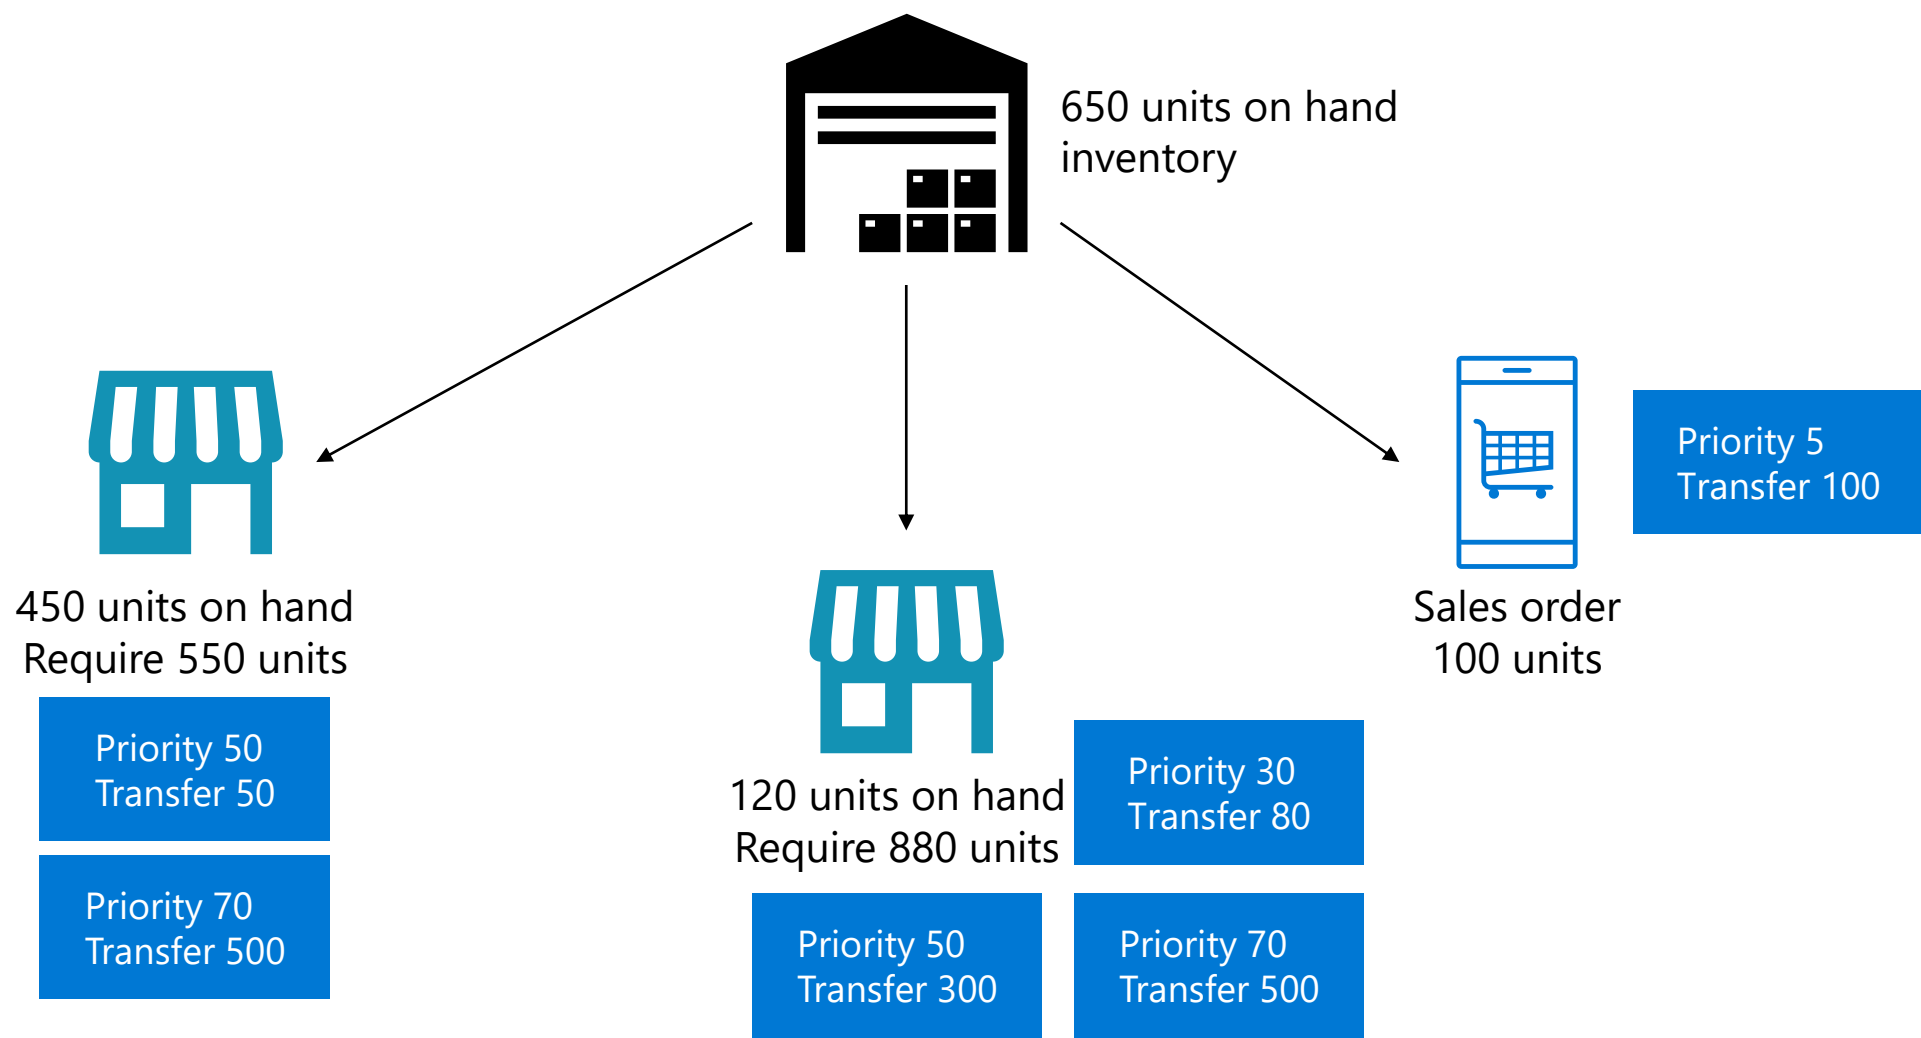 650 units on hand
inventory
Priority 5
Transfer 100
450 units on hand
Require 550 units
Sales order
100 units
Priority 50
Transfer 50
120 units on hand
Require 880 units
Priority 30
Transfer 80
Priority 70
Transfer 500
Priority 50
Transfer 300
Priority 70
Transfer 500